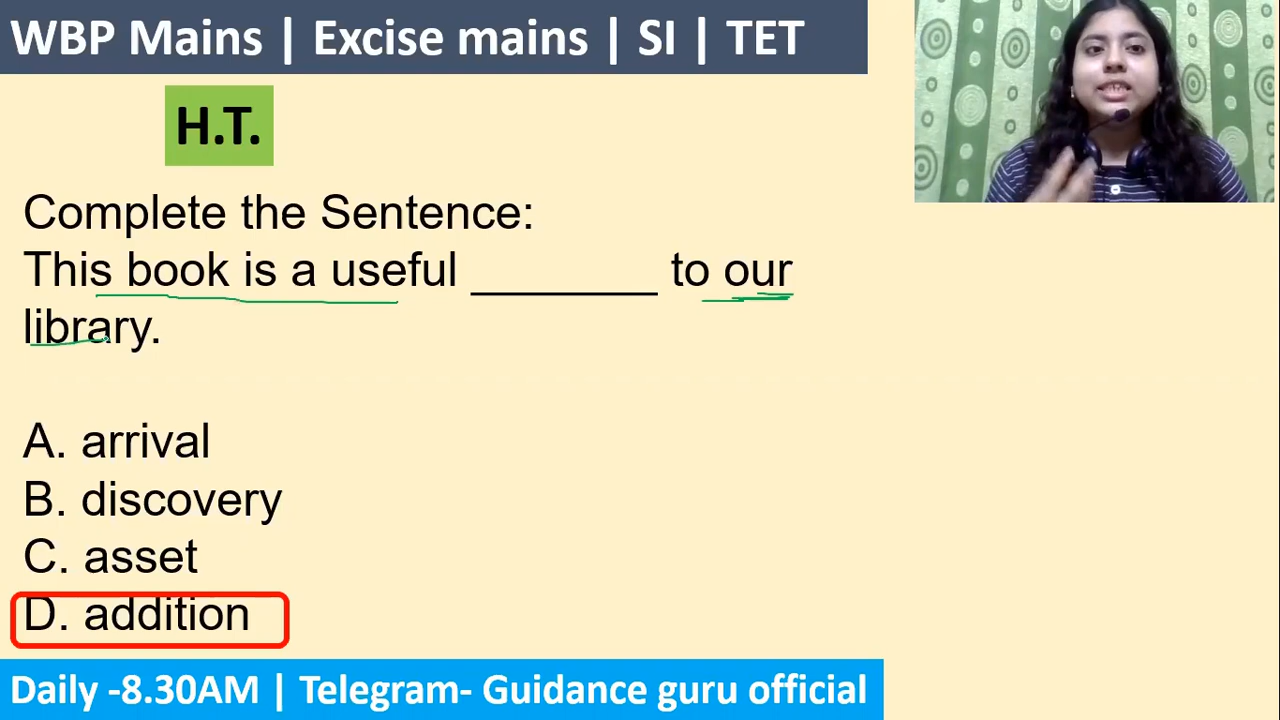 WBP Mains | Excise mains | SI | TET
H.T.
Complete the Sentence:
This book is a useful ________ to our
library.
A. arrival
B. discovery
C. asset
D. addition
Daily -8.30AM | Telegram- Guidance guru official